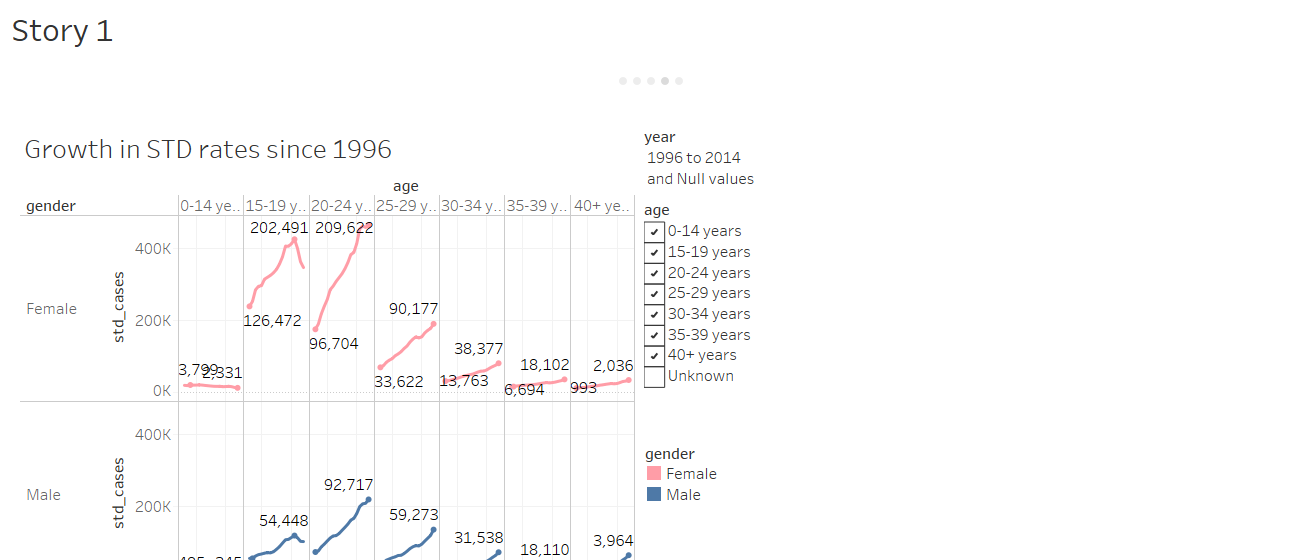 Story 1
Growth in STD rates since 1996
age
gender
0-14 ye.. 15-19 y.. 20-24 y.. 25-29 y.. 30-34 y.. 35-39 y.. 40+ ye..
Female
std_cases
400K
200K
0K
202,491
209,622
126,472
96,704
90,177
33,622
38,377
13,763
18,102
6,694
2,036
993
3,799
2,331
Male
std_cases
400K
200K
54,448
92,717
59,273
31,538
18,110
3,964
year
1996 to 2014
and Null values
age
0-14 years
15-19 years
20-24 years
25-29 years
30-34 years
35-39 years
40+ years
Unknown
gender
Female
Male